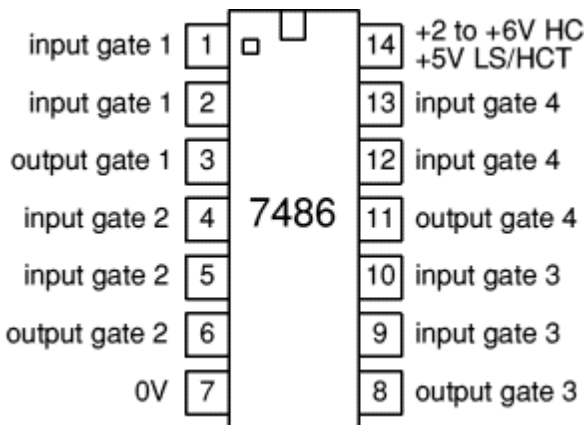 input gate 1 1
input gate 1 2
output gate 1 3
input gate 2 4
input gate 2 5
output gate 2 6
0V 7
7486
14 +2 to +6V HC
+5V LS/HCT
13 input gate 4
12 input gate 4
11 output gate 4
10 input gate 3
9 input gate 3
8 output gate 3